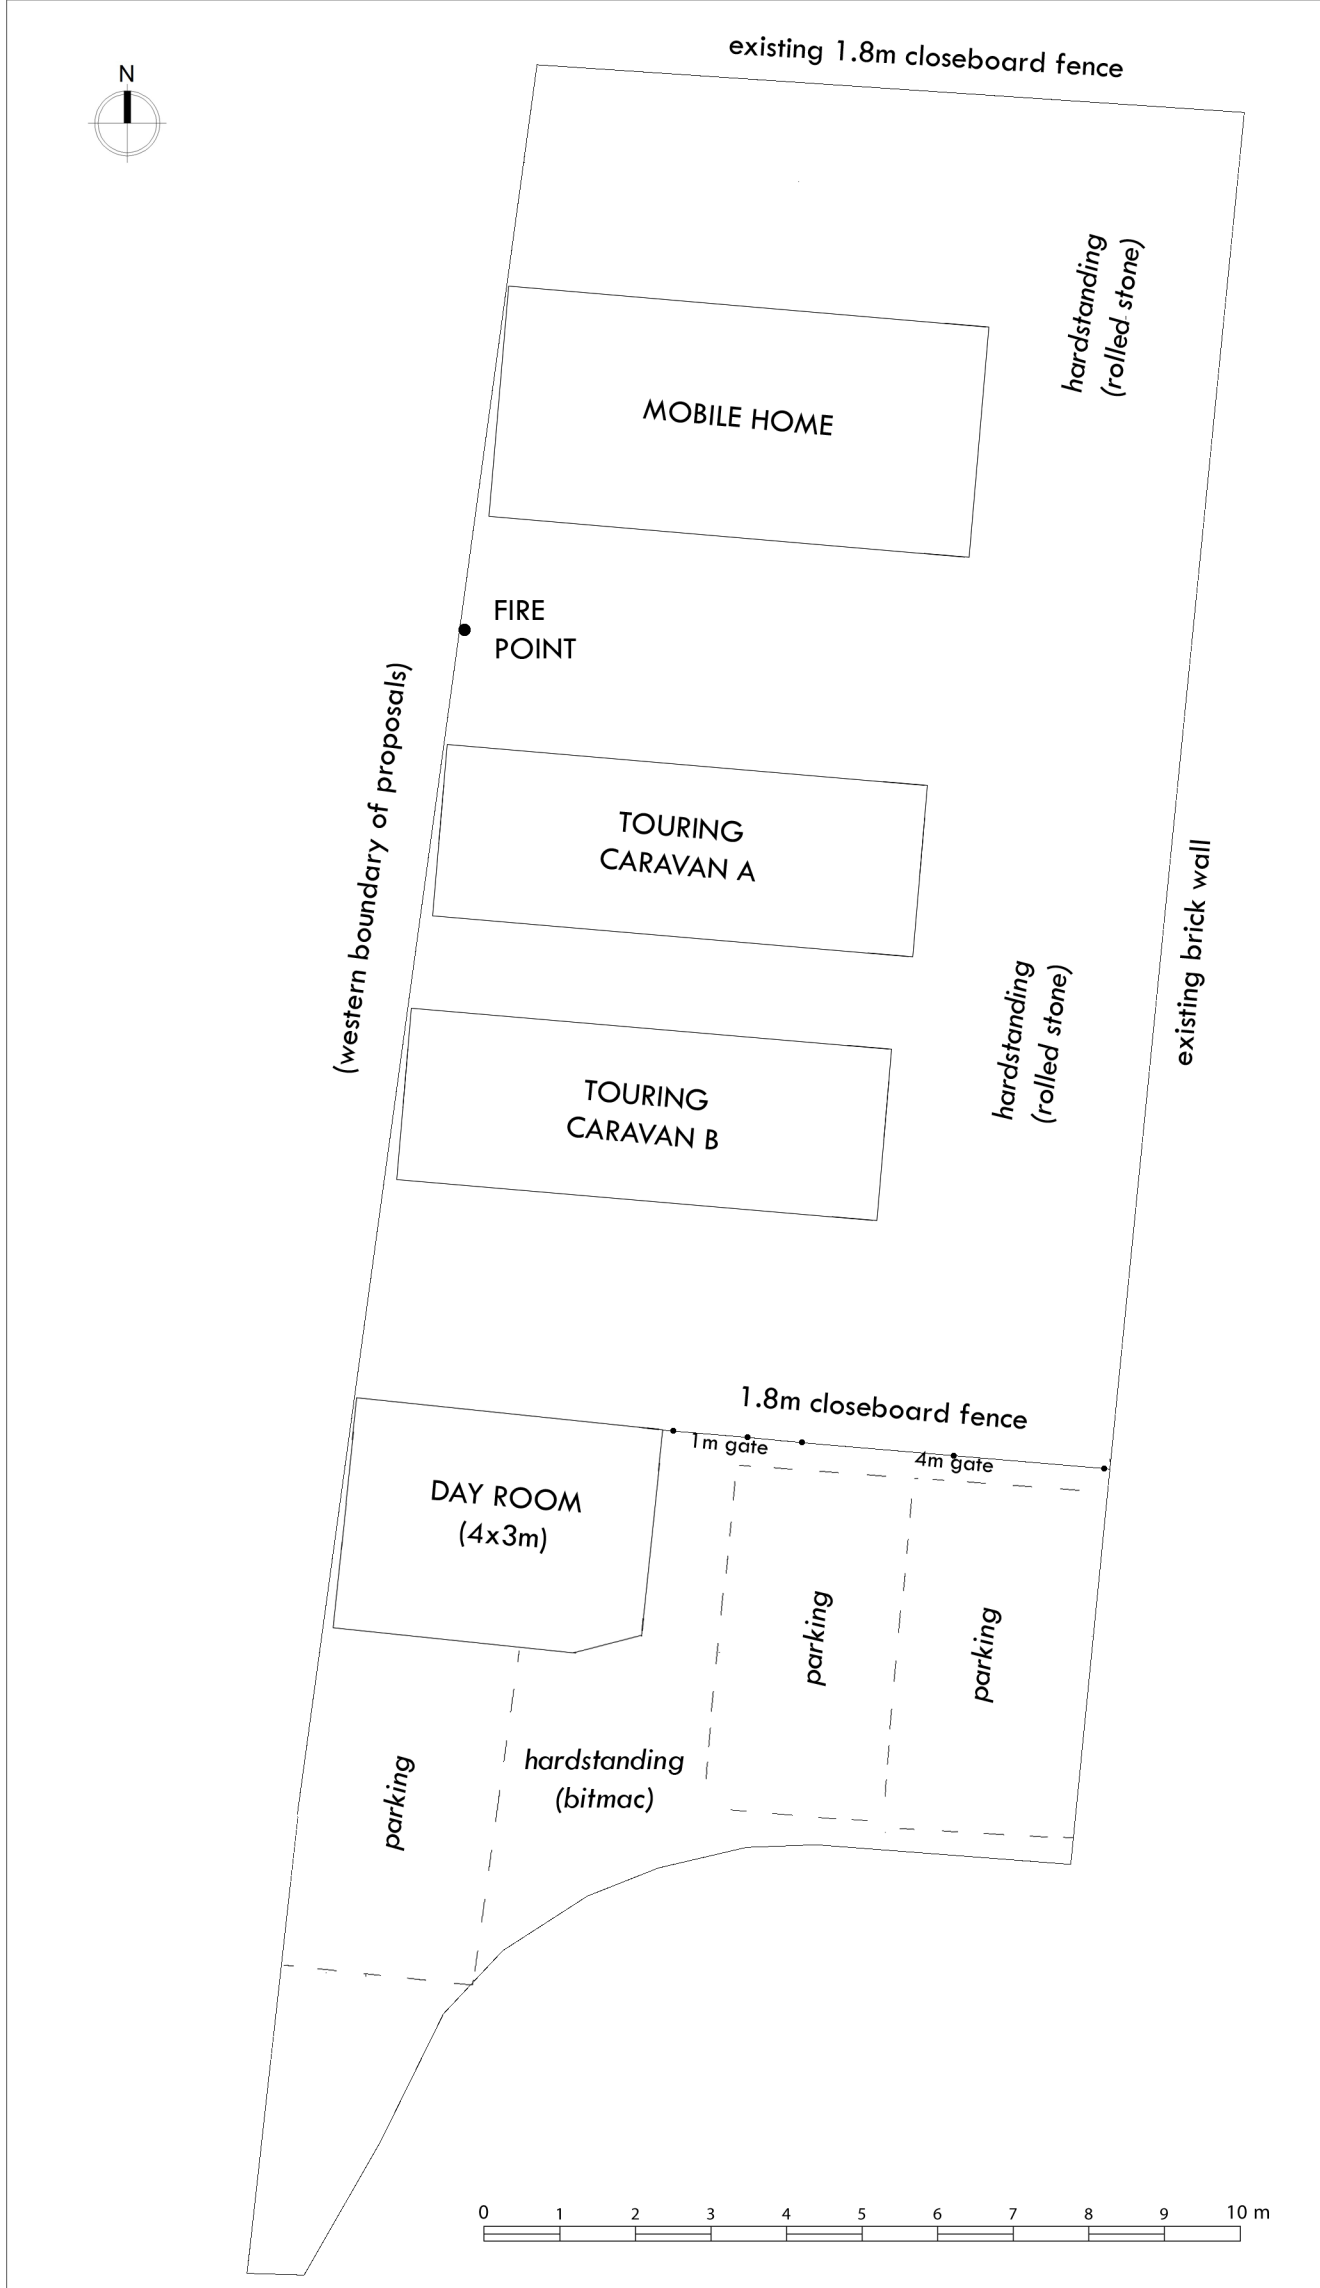 existing 1.8m closeboard fence
N
hardstanding
(rolled stone)
MOBILE HOME
FIRE
POINT
(western boundary of proposals)
TOURING
CARAVAN A
existing brick wall
hardstanding
(rolled stone)
TOURING
CARAVAN B
1.8m closeboard fence
1m gate
4m gate
DAY ROOM
(4x3m)
parking
parking
hardstanding
(bitmac)
parking
0 1 2 3 4 5 6 7 8 9 10 m